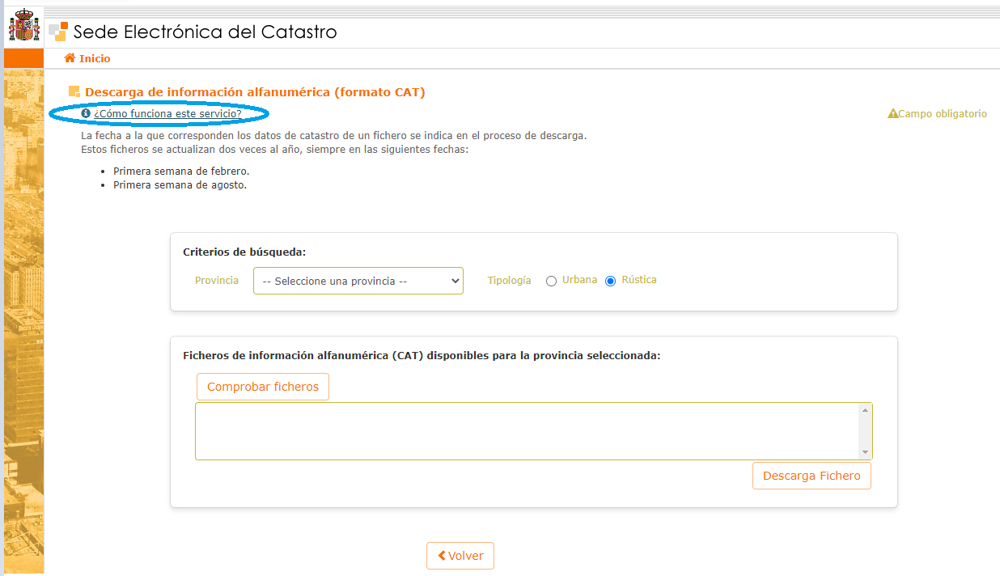 Sede Electrónica del Catastro
Inicio
Descarga de información alfanumérica (formato CAT)
¿Cómo funciona este servicio?
Campo obligatorio
La fecha a la que corresponden los datos de catastro de un fichero se indica en el proceso de descarga.
Estos ficheros se actualizan dos veces al año, siempre en las siguientes fechas:
• Primera semana de febrero.
• Primera semana de agosto.
Criterios de búsqueda:
Provincia -- Seleccione una provincia -- Tipología Urbana Rústica
Ficheros de información alfanumérica (CAT) disponibles para la provincia seleccionada:
Comprobar ficheros
Descarga Fichero
Volver